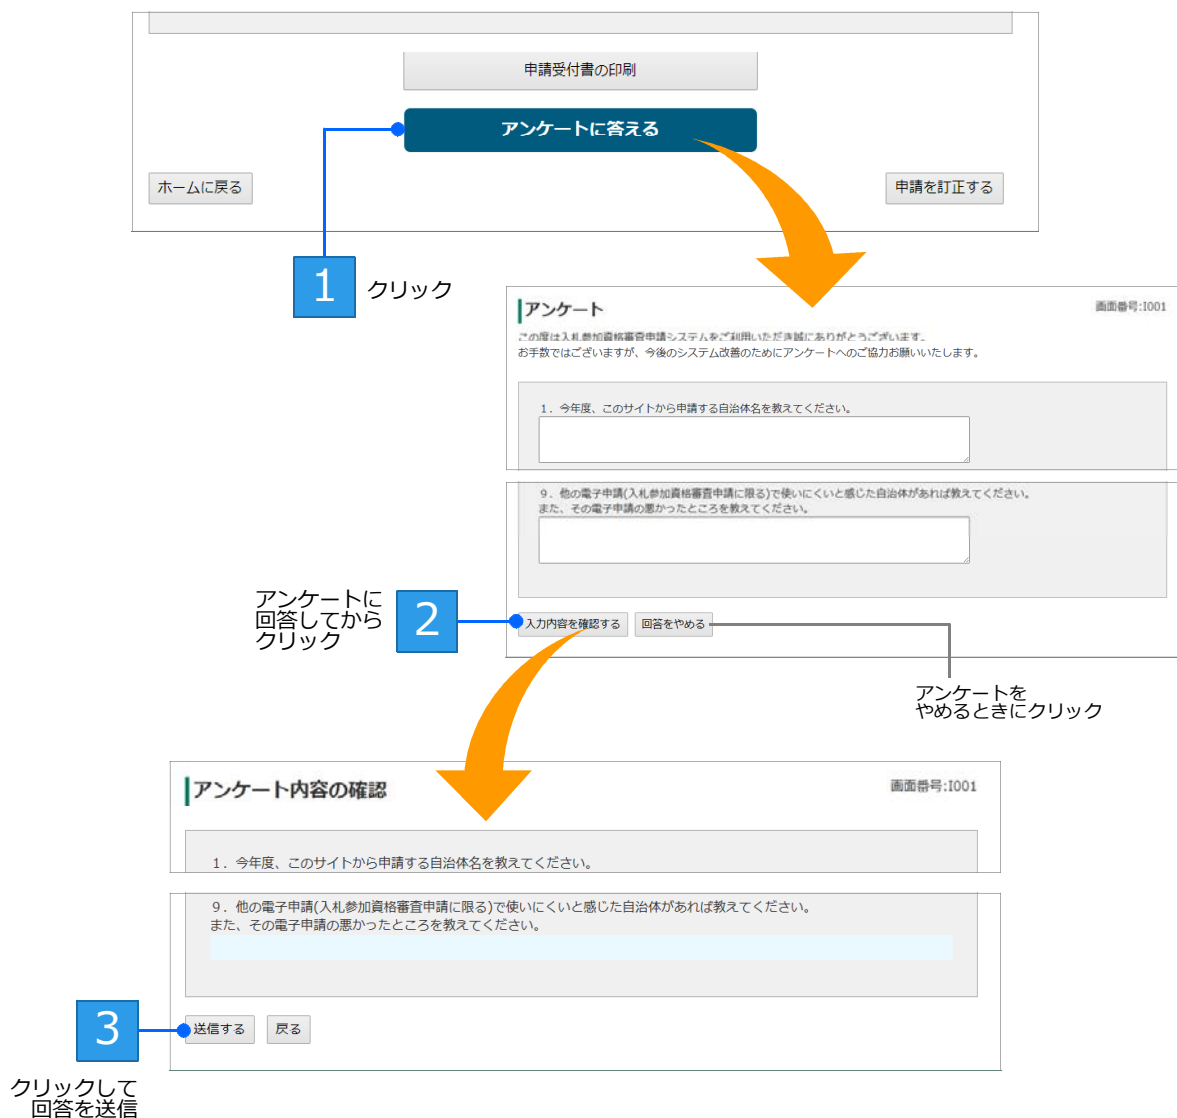 申請受付書の印刷
アンケートに答える
ホームに戻る
申請を訂正する
1
クリック
アンケート
画面番号:I001
この度は入札参加資格審査申請システムをご利用いただき誠にありがとうございます。
お手数ではございますが、今後のシステム改善のためにアンケートへのご協力お願いいたします。
1．今年度、このサイトから申請する自治体名を教えてください。
9．他の電子申請(入札参加資格審査申請に限る)で使いにくいと感じた自治体があれば教えてください。
また、その電子申請の悪かったところを教えてください。
アンケートに
回答してから
クリック
2
入力内容を確認する
回答をやめる
アンケートを
やめるときにクリック
アンケート内容の確認
画面番号:I001
1．今年度、このサイトから申請する自治体名を教えてください。
9．他の電子申請(入札参加資格審査申請に限る)で使いにくいと感じた自治体があれば教えてください。
また、その電子申請の悪かったところを教えてください。
3
送信する
戻る
クリックして
回答を送信